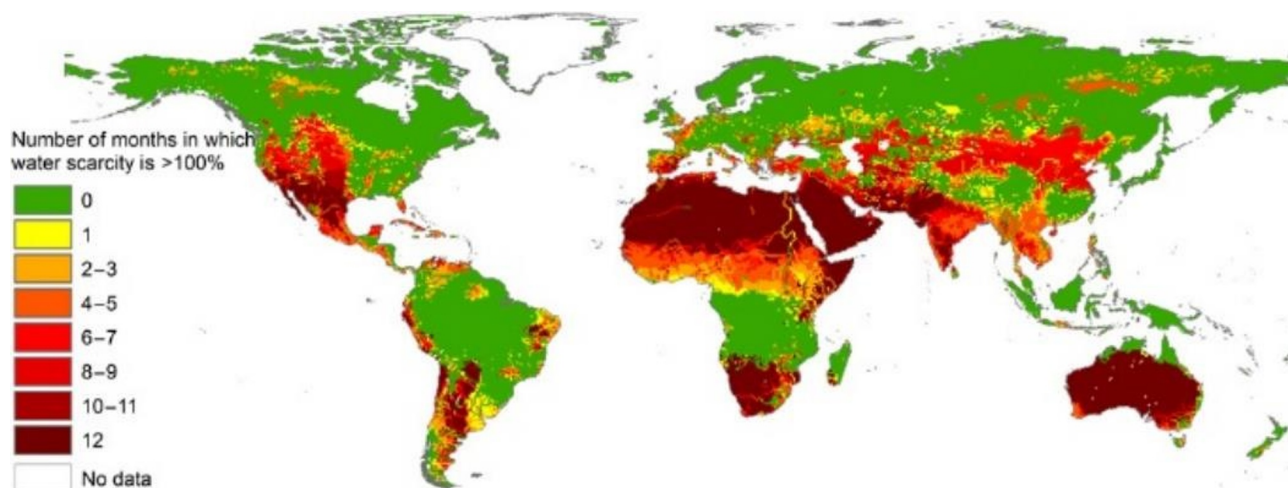 Number of months in which
water scarcity is >100%
0
1
2–3
4–5
6–7
8–9
10–11
12
No data